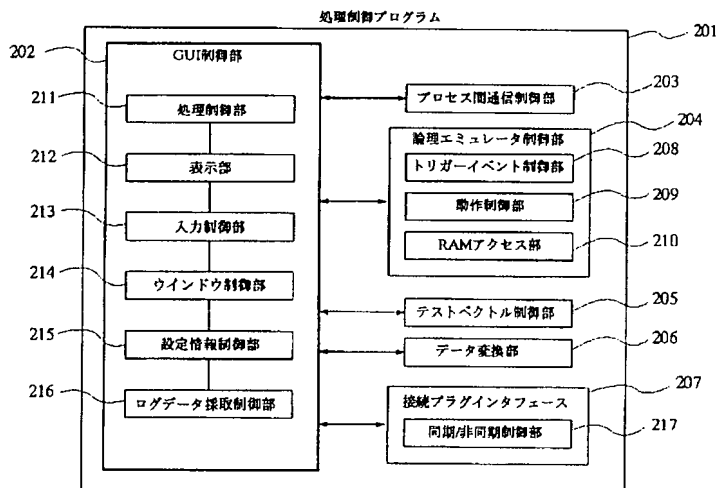 処理制御プログラム
201
202
GUI制御部
211
処理制御部
212
表示部
213
入力制御部
214
ウインドウ制御部
215
設定情報制御部
216
ログデータ採取制御部
プロセス間通信制御部
203
論理エミュレータ制御部
204
トリガーイベント制御部
208
動作制御部
209
RAMアクセス部
210
テストベクトル制御部
205
データ変換部
206
接続プラグインタフェース
207
同期/非同期制御部
217